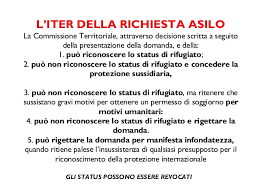 L'ITER DELLA RICHIESTA ASILO
La Commissione Territoriale, attraverso decisione scritta a seguito
della presentazione della domanda, e della:
1. può riconoscere lo status di rifugiato;
2. può non riconoscere lo status di rifugiato e concedere la
protezione sussidiaria,
3. può non riconoscere lo status di rifugiato, ma ritenere che
sussistano gravi motivi per ottenere un permesso di soggiorno per
motivi umanitari:
4. può non riconoscere lo status di rifugiato e rigettare la
domanda.
5. può rigettare la domanda per manifesta infondatezza,
quando ritiene palese l'insussistenza di qualsiasi presupposto per il
riconoscimento della protezione internazionale
GLI STATUS POSSONO ESSERE REVOCATI